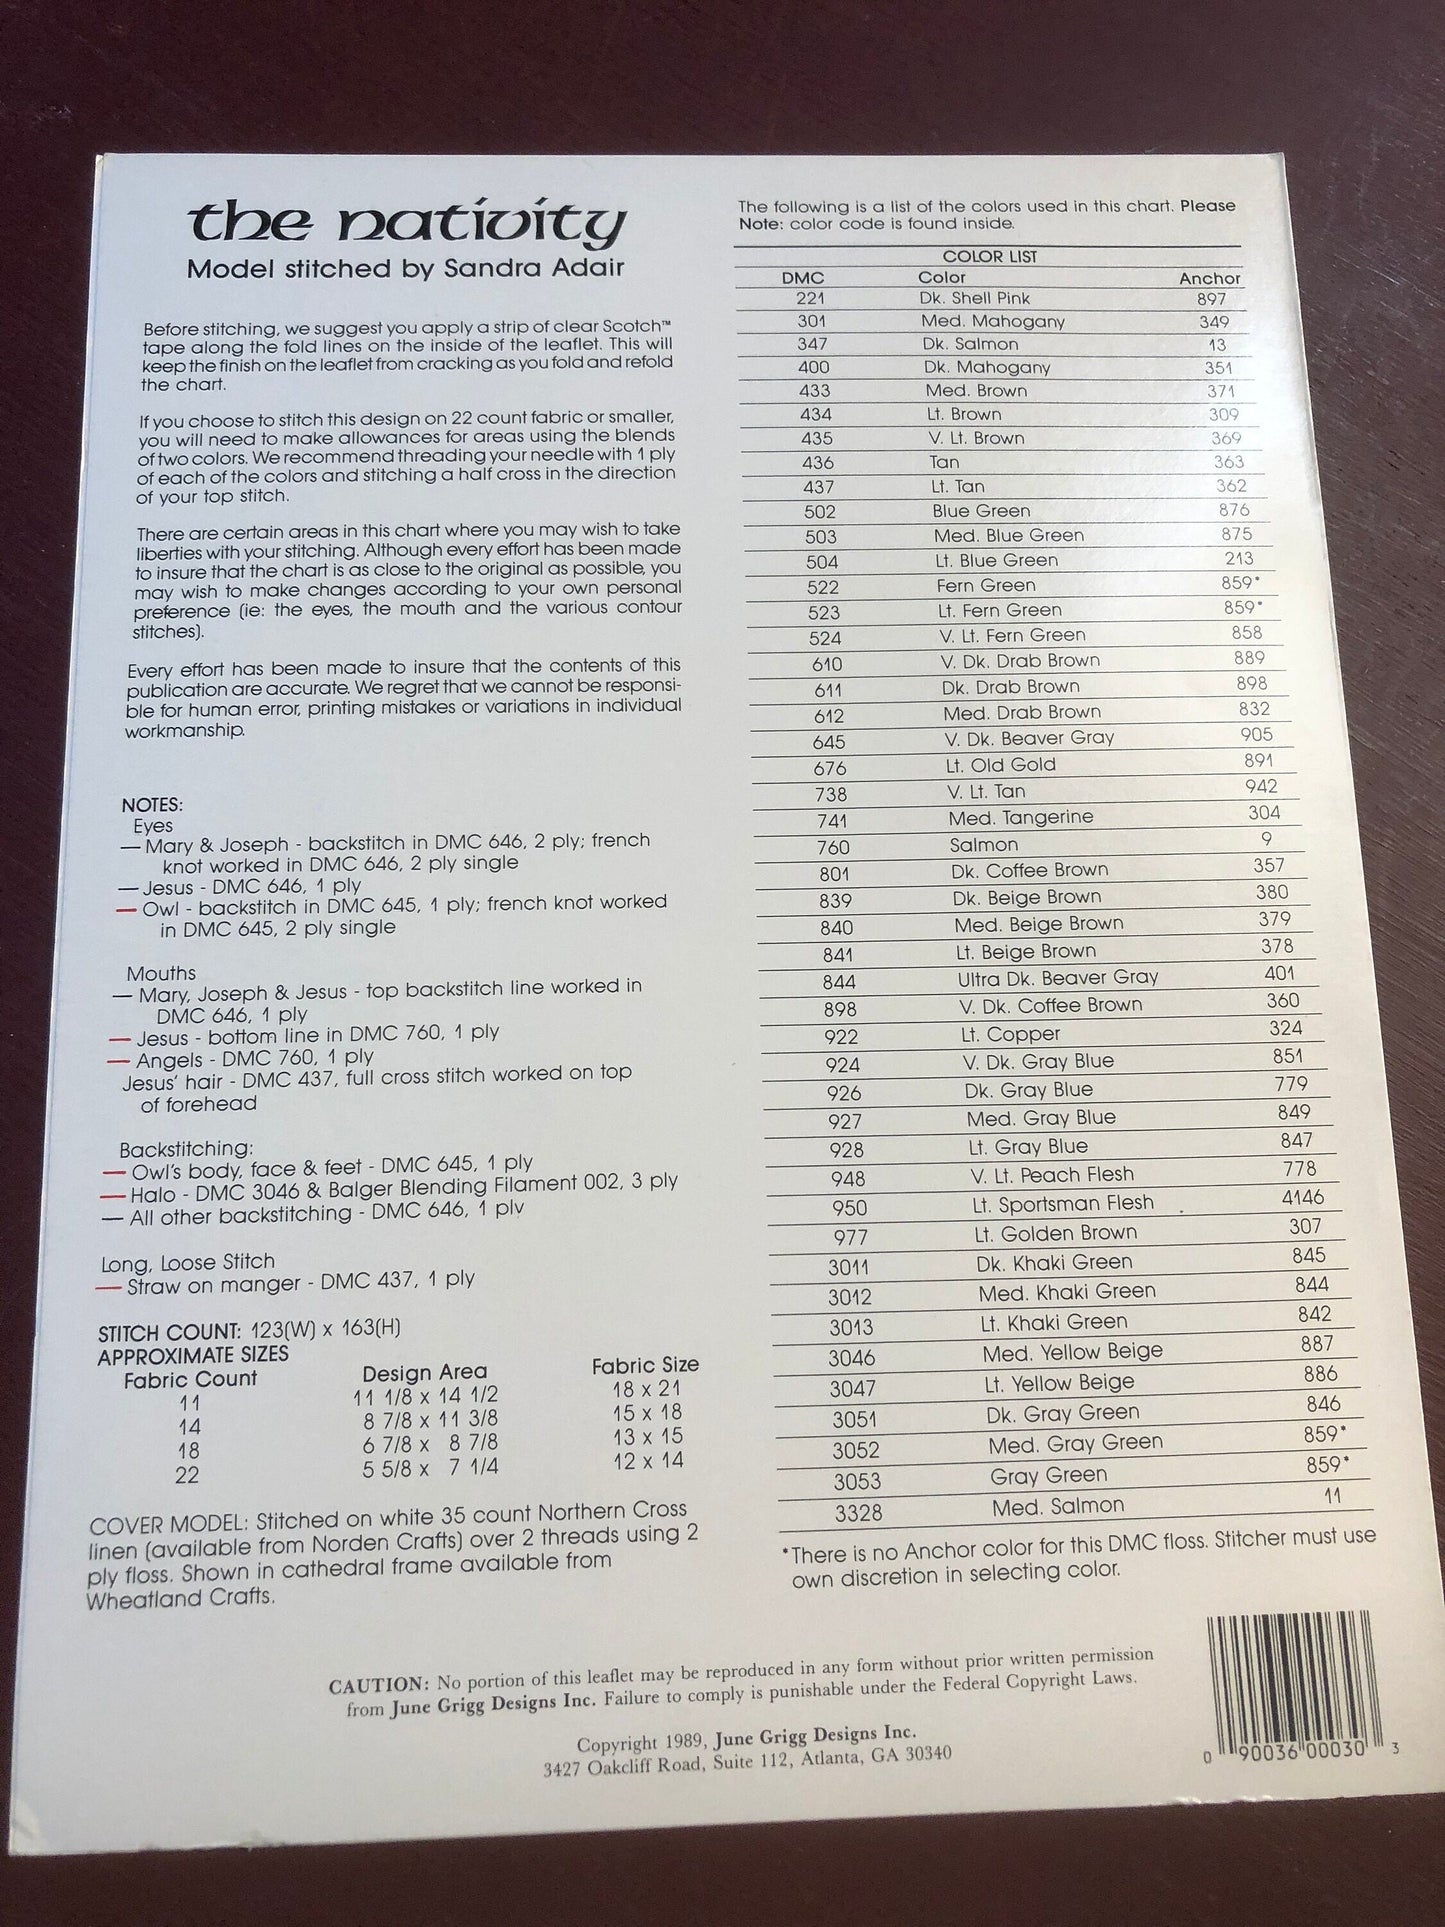 the nativity
Model stitched by Sandra Adair
Before stitching, we suggest you apply a strip of clear Scotch™
tape along the fold lines on the inside of the leaflet. This will
keep the finish on the leaflet from cracking as you fold and refold
the chart.
If you choose to stitch this design on 22 count fabric or smaller,
you will need to make allowances for areas using the blends
of two colors. We recommend threading your needle with 1 ply
of each of the colors and stitching a half cross in the direction
of your top stitch.
There are certain areas in this chart where you may wish to take
liberties with your stitching. Although every effort has been made
to insure that the chart is as close to the original as possible, you
may wish to make changes according to your own personal
preference (ie: the eyes, the mouth and the various contour
stitches).
Every effort has been made to insure that the contents of this
publication are accurate. We regret that we cannot be responsi-
ble for human error, printing mistakes or variations in individual
workmanship.
NOTES:
Eyes
— Mary & Joseph - backstitch in DMC 646, 2 ply; french
knot worked in DMC 646, 2 ply single
— Jesus - DMC 646, 1 ply
— Owl - backstitch in DMC 645, 1 ply; french knot worked
in DMC 645, 2 ply single
Mouths
— Mary, Joseph & Jesus - top backstitch line worked in
DMC 646, 1 ply
— Jesus - bottom line in DMC 760, 1 ply
— Angels - DMC 760, 1 ply
Jesus' hair - DMC 437, full cross stitch worked on top
of forehead
Backstitching:
— Owl's body, face & feet - DMC 645, 1 ply
— Halo - DMC 3046 & Balger Blending Filament 002, 3 ply
— All other backstitching - DMC 646, 1 ply
Long, Loose Stitch
— Straw on manger - DMC 437, 1 ply
STITCH COUNT: 123(W) x 163(H)
APPROXIMATE SIZES
Fabric Count Design Area Fabric Size
11 11 1/8 x 14 1/2 18 x 21
14 8 7/8 x 11 3/8 15 x 18
18 6 7/8 x 8 7/8 13 x 15
22 5 5/8 x 7 1/4 12 x 14
COVER MODEL: Stitched on white 35 count Northern Cross
linen (available from Norden Crafts) over 2 threads using 2
ply floss. Shown in cathedral frame available from
Wheatland Crafts.
The following is a list of the colors used in this chart. Please
Note: color code is found inside.
COLOR LIST
DMC Color Anchor
221 Dk. Shell Pink 897
301 Med. Mahogany 349
347 Dk. Salmon 13
400 Dk. Mahogany 351
433 Med. Brown 371
434 Lt. Brown 309
435 V. Lt. Brown 369
436 Tan 363
437 Lt. Tan 362
502 Blue Green 876
503 Med. Blue Green 875
504 Lt. Blue Green 213
522 Fern Green 859*
523 Lt. Fern Green 859*
524 V. Lt. Fern Green 858
610 V. Dk. Drab Brown 889
611 Dk. Drab Brown 898
612 Med. Drab Brown 832
645 V. Dk. Beaver Gray 905
676 Lt. Old Gold 891
738 V. Lt. Tan 942
741 Med. Tangerine 304
760 Salmon 9
801 Dk. Coffee Brown 357
839 Dk. Beige Brown 380
840 Med. Beige Brown 379
841 Lt. Beige Brown 378
844 Ultra Dk. Beaver Gray 401
898 V. Dk. Coffee Brown 360
922 Lt. Copper 324
924 V. Dk. Gray Blue 851
926 Dk. Gray Blue 779
927 Med. Gray Blue 849
928 Lt. Gray Blue 847
948 V. Lt. Peach Flesh 778
950 Lt. Sportsman Flesh 4146
977 Lt. Golden Brown 307
3011 Dk. Khaki Green 845
3012 Med. Khaki Green 844
3013 Lt. Khaki Green 842
3046 Med. Yellow Beige 887
3047 Lt. Yellow Beige 886
3051 Dk. Gray Green 846
3052 Med. Gray Green 859*
3053 Gray Green 859*
3328 Med. Salmon 11
*There is no Anchor color for this DMC floss. Stitcher must use
own discretion in selecting color.
CAUTION: No portion of this leaflet may be reproduced in any form without prior written permission
from June Grigg Designs Inc. Failure to comply is punishable under the Federal Copyright Laws.
Copyright 1989, June Grigg Designs Inc.
3427 Oakcliff Road, Suite 112, Atlanta, GA 30340
0 90036 00030 3